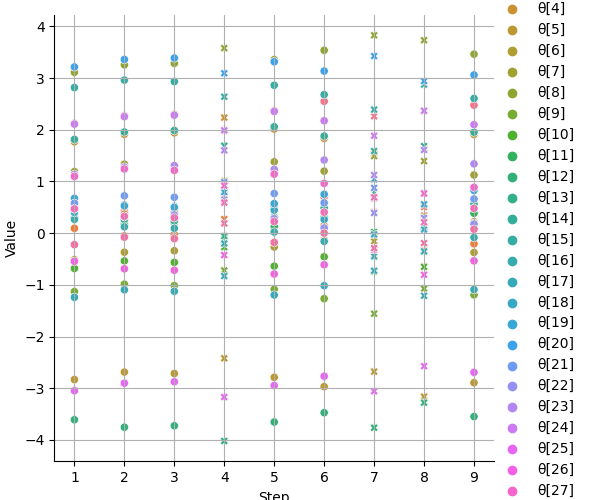 Value
4
3
2
1
0
−1
−2
−3
−4
1 2 3 4 5 6 7 8 9
Step
θ[4]
θ[5]
θ[6]
θ[7]
θ[8]
θ[9]
θ[10]
θ[11]
θ[12]
θ[13]
θ[14]
θ[15]
θ[16]
θ[17]
θ[18]
θ[19]
θ[20]
θ[21]
θ[22]
θ[23]
θ[24]
θ[25]
θ[26]
θ[27]